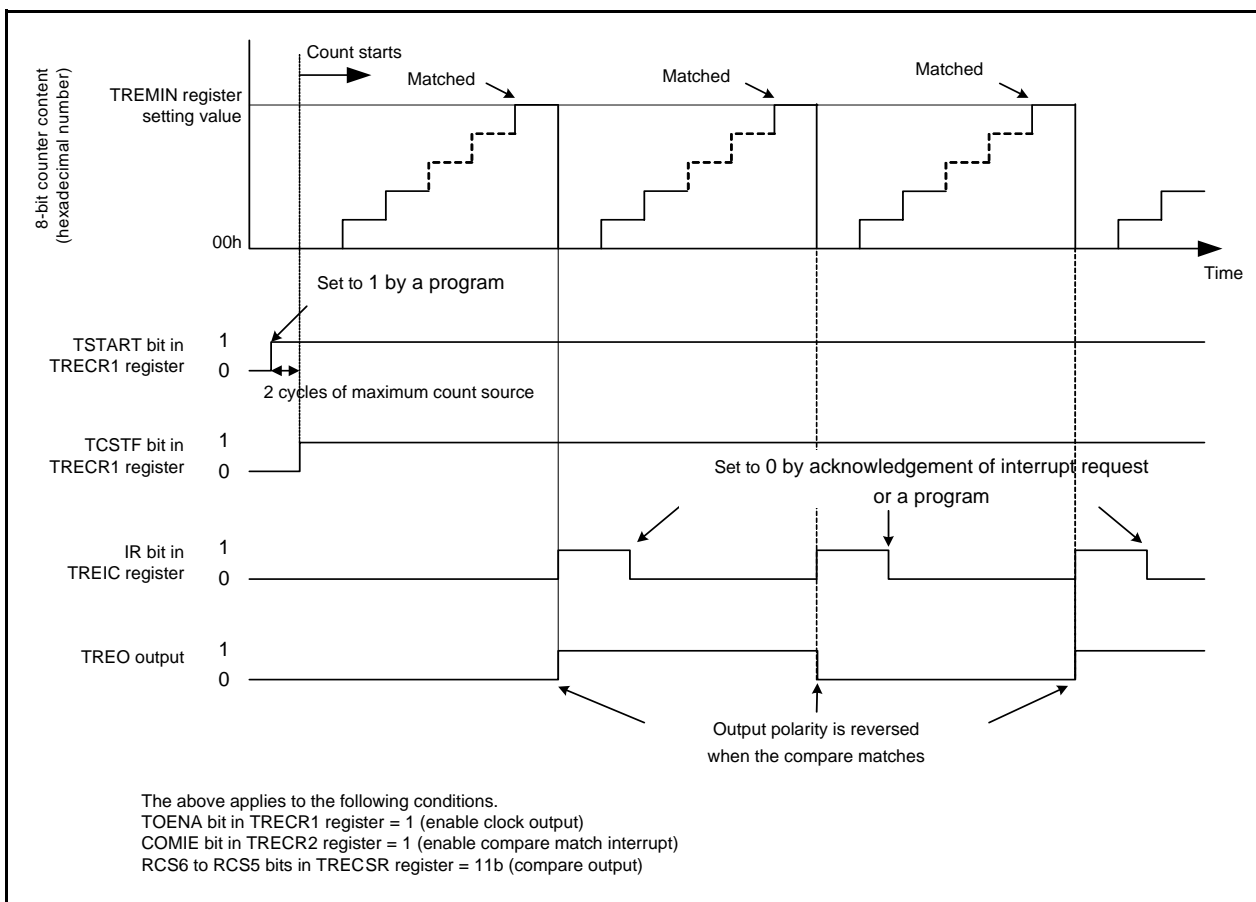 Count starts
Matched
Matched
Matched
8-bit counter content
(hexadecimal number)
TREMIN register
setting value
00h
Time
Set to 1 by a program
TSTART bit in
TRECR1 register
1
0
2 cycles of maximum count source
TCSTF bit in
TRECR1 register
1
0
Set to 0 by acknowledgement of interrupt request
or a program
IR bit in
TREIC register
1
0
TREO output
1
0
Output polarity is reversed
when the compare matches
The above applies to the following conditions.
TOENA bit in TRECR1 register = 1 (enable clock output)
COMIE bit in TRECR2 register = 1 (enable compare match interrupt)
RCS6 to RCS5 bits in TRECSR register = 11b (compare output)